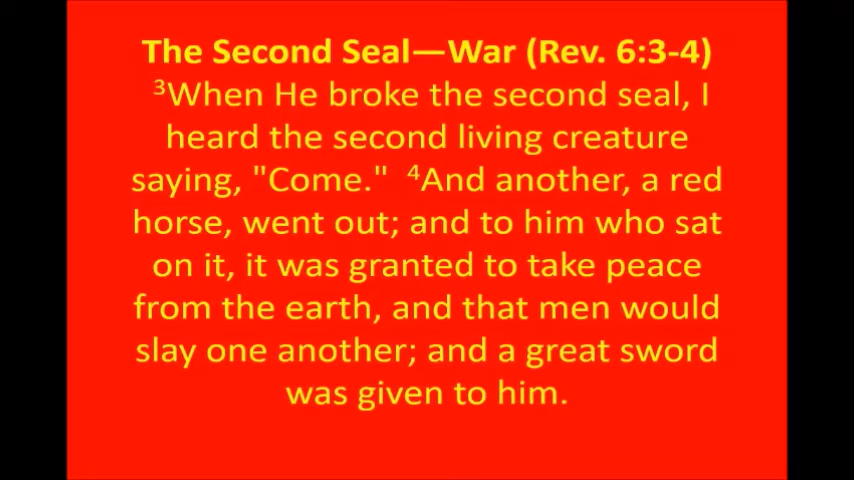 The Second Seal—War (Rev. 6:3-4)
³When He broke the second seal, I
heard the second living creature
saying, "Come." ⁴And another, a red
horse, went out; and to him who sat
on it, it was granted to take peace
from the earth, and that men would
slay one another; and a great sword
was given to him.